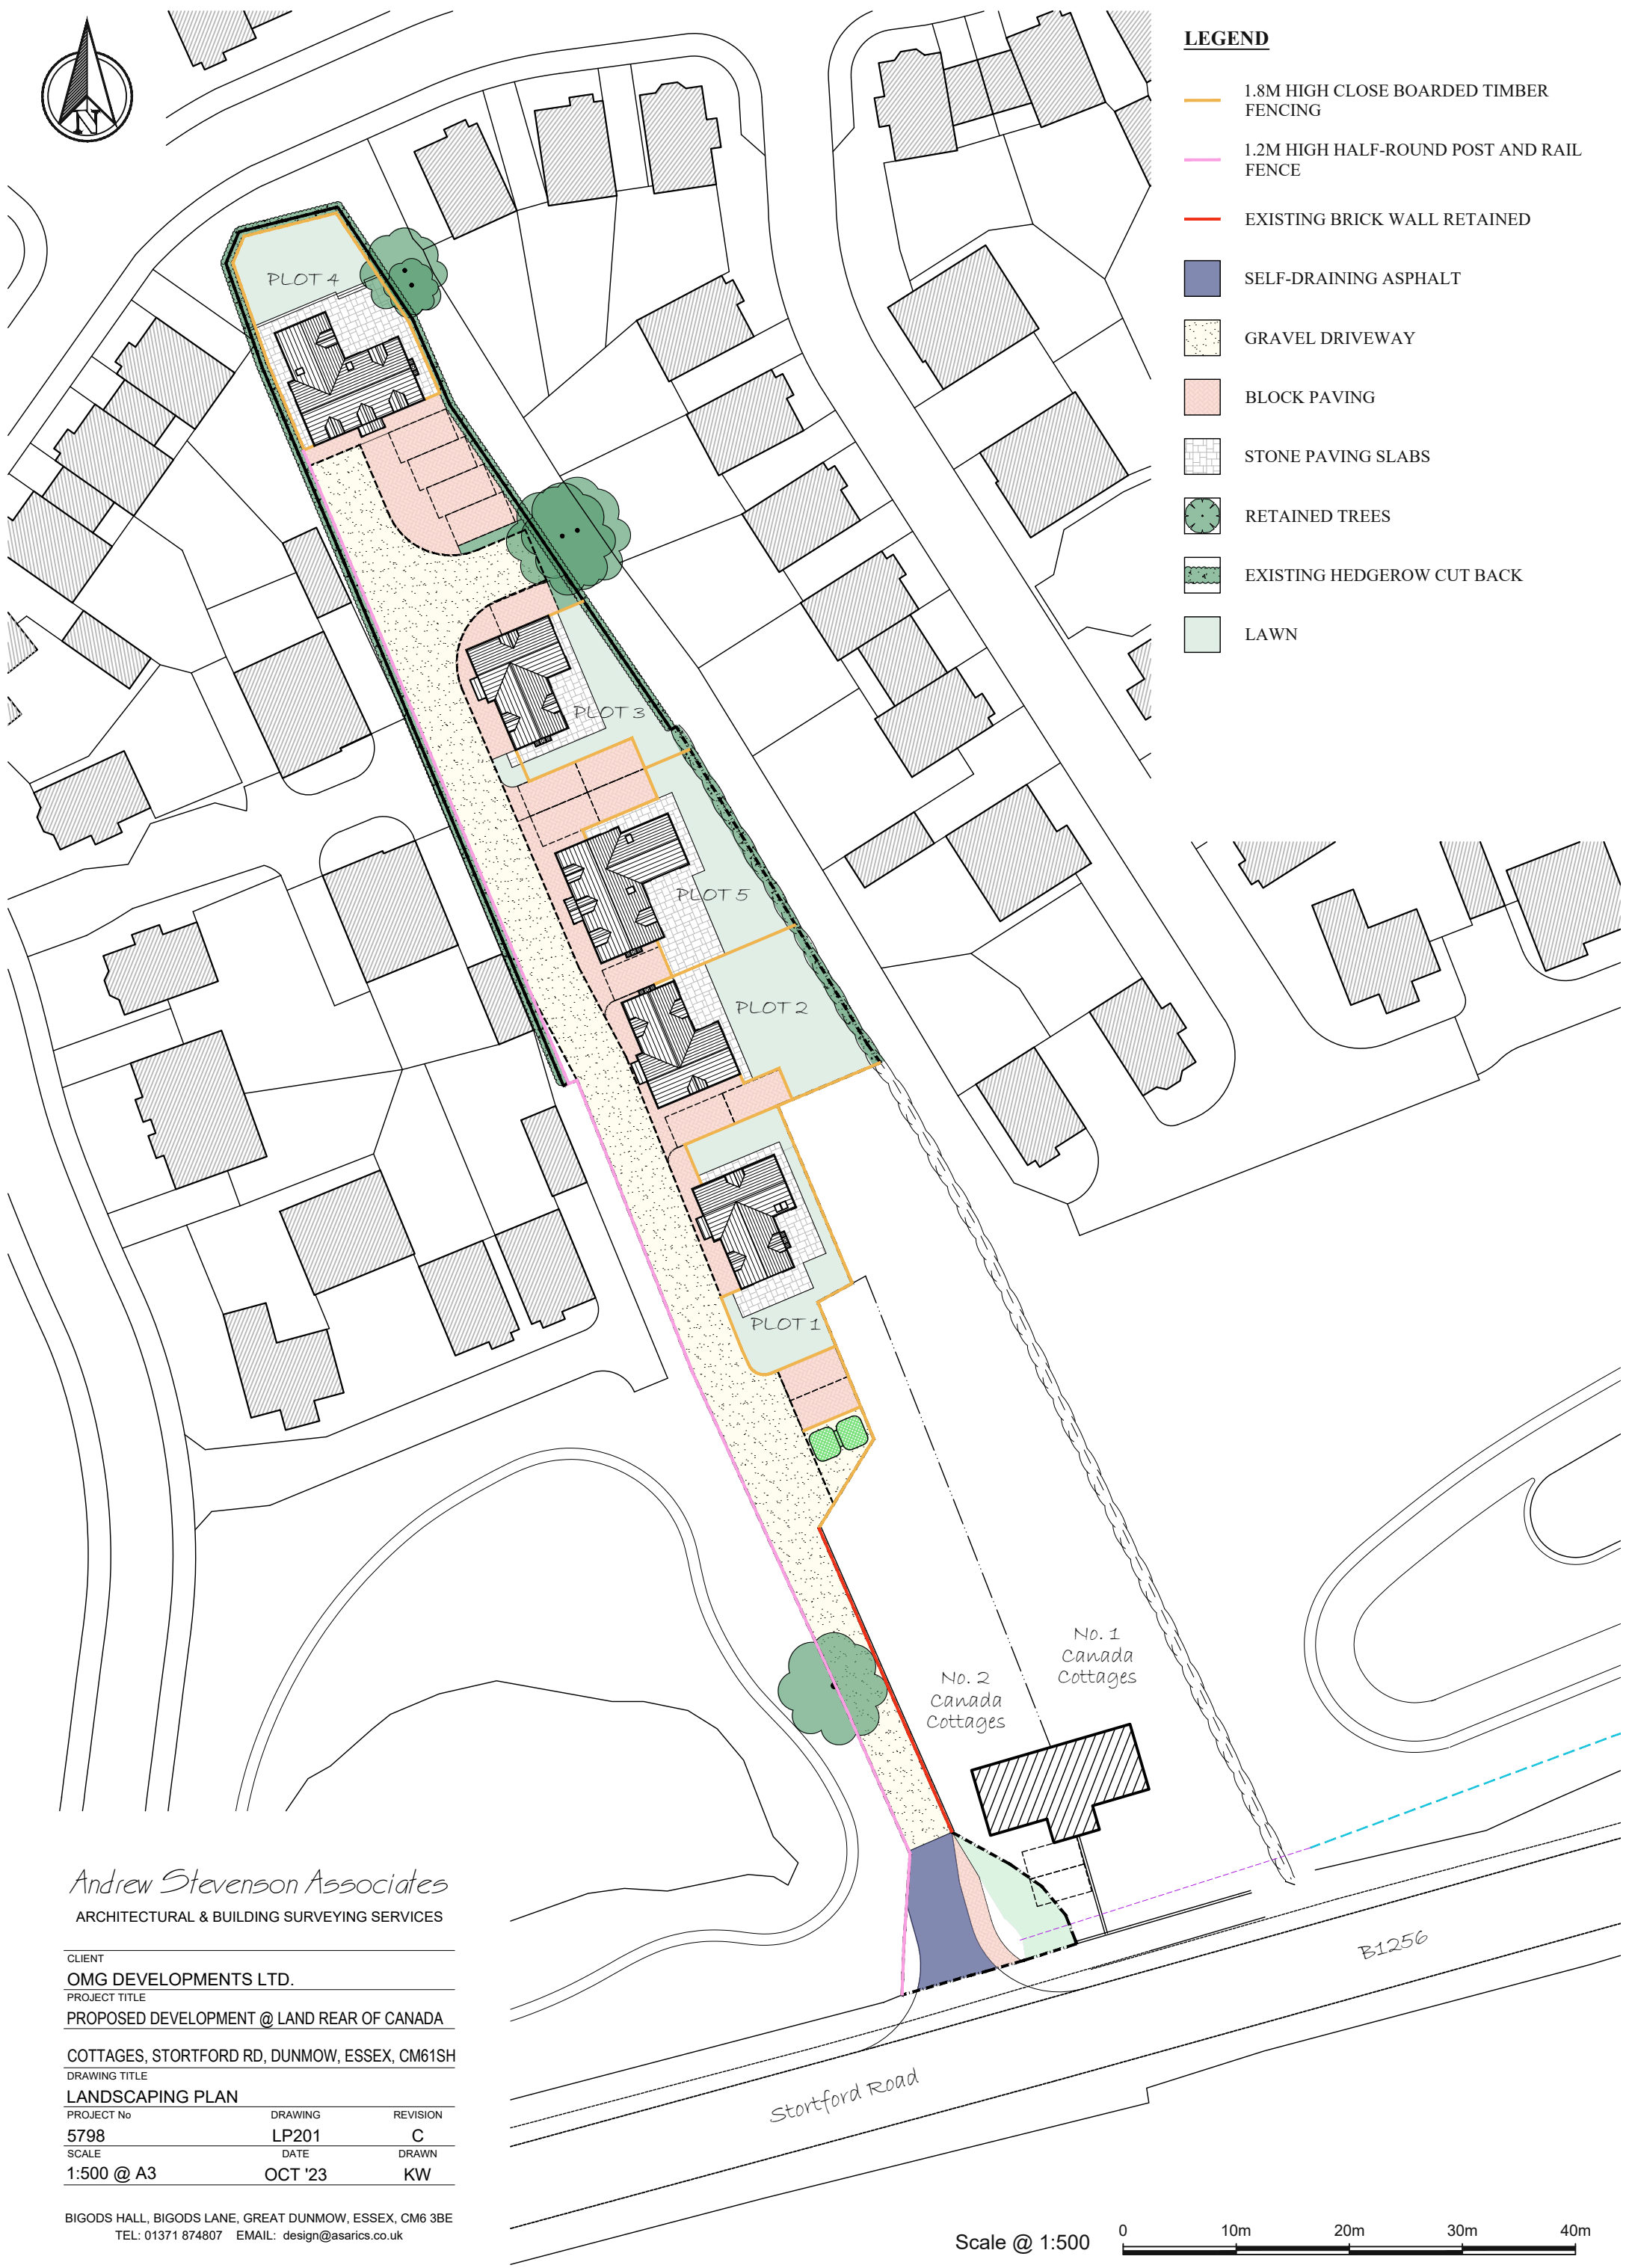 N
LEGEND
1.8M HIGH CLOSE BOARDED TIMBER
FENCING
1.2M HIGH HALF-ROUND POST AND RAIL
FENCE
EXISTING BRICK WALL RETAINED
SELF-DRAINING ASPHALT
GRAVEL DRIVEWAY
BLOCK PAVING
STONE PAVING SLABS
RETAINED TREES
EXISTING HEDGEROW CUT BACK
LAWN
PLOT 4
PLOT 3
PLOT 5
PLOT 2
PLOT 1
No. 1
Canada
Cottages
No. 2
Canada
Cottages
B1256
Stortford Road
Andrew Stevenson Associates
ARCHITECTURAL & BUILDING SURVEYING SERVICES
CLIENT
OMG DEVELOPMENTS LTD.
PROJECT TITLE
PROPOSED DEVELOPMENT @ LAND REAR OF CANADA
COTTAGES, STORTFORD RD, DUNMOW, ESSEX, CM61SH
DRAWING TITLE
LANDSCAPING PLAN
PROJECT No DRAWING REVISION
5798 LP201 C
SCALE DATE DRAWN
1:500 @ A3 OCT '23 KW
BIGODS HALL, BIGODS LANE, GREAT DUNMOW, ESSEX, CM6 3BE
TEL: 01371 874807 EMAIL: design@asarics.co.uk
Scale @ 1:500
0 10m 20m 30m 40m